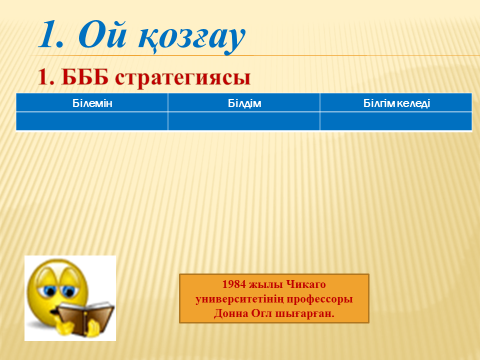 1. Ой қозғау
1. БББ стратегиясы
Білемін Білдім Білгім келеді
1984 жылы Чикаго
университетінің профессоры
Донна Огл шығарған.